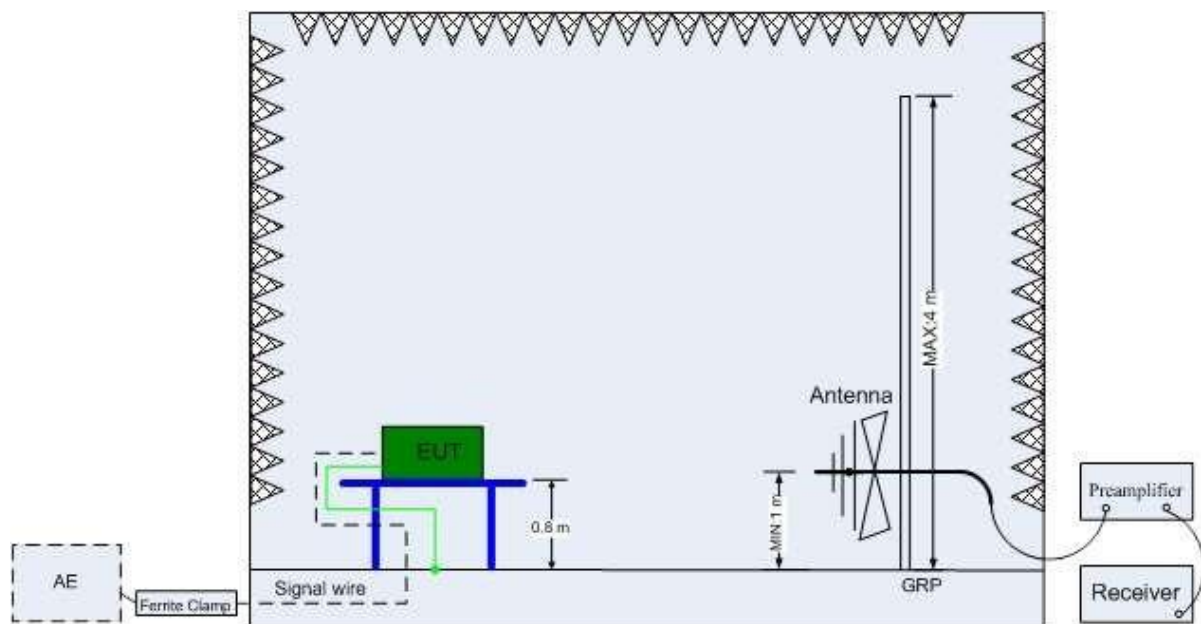 MAX:4 m
Antenna
EUT
Preamplifier
0.8 m
MIN 1 m
AE
Signal wire
GRP
Receiver
Ferrite Clamp